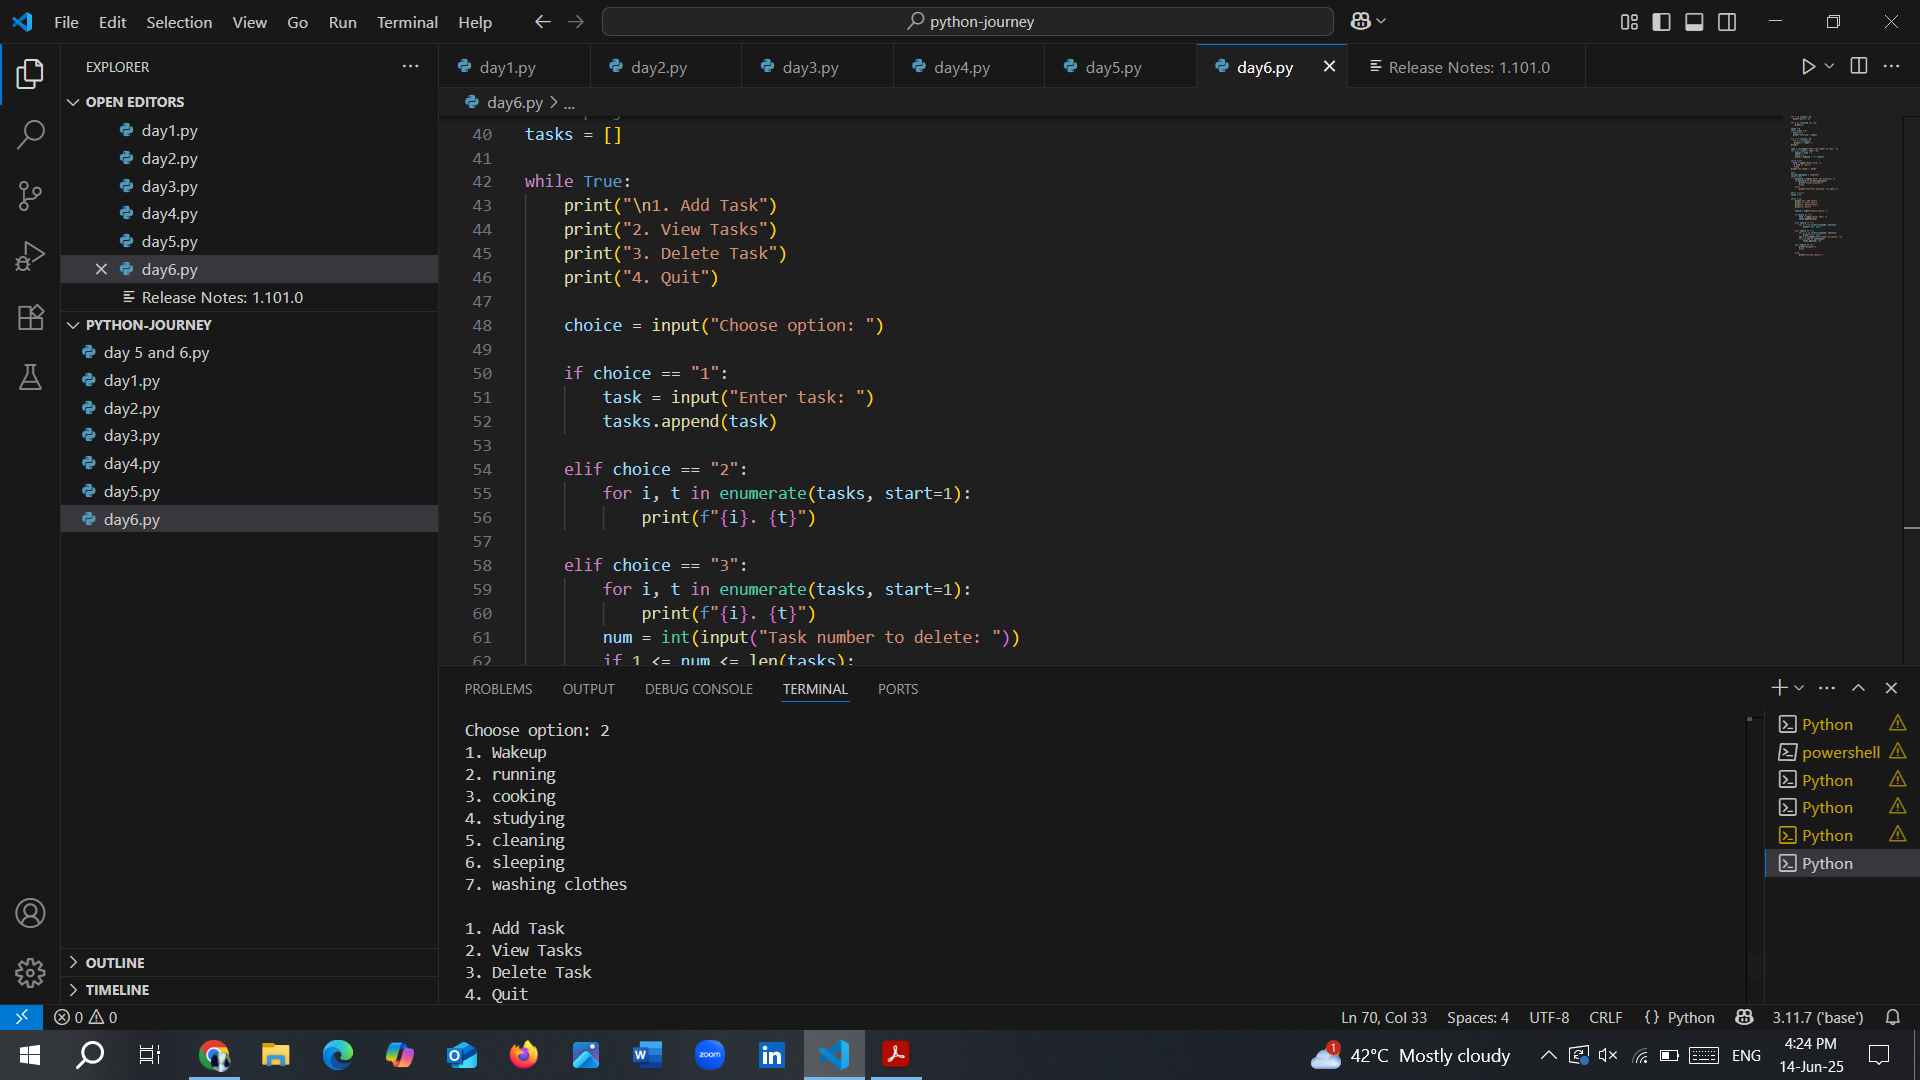 File Edit Selection View Go Run Terminal Help
python-journey
EXPLORER
OPEN EDITORS
day1.py
day2.py
day3.py
day4.py
day5.py
day6.py
Release Notes: 1.101.0
PYTHON-JOURNEY
day 5 and 6.py
day1.py
day2.py
day3.py
day4.py
day5.py
day6.py
OUTLINE
TIMELINE
day1.py day2.py day3.py day4.py day5.py day6.py Release Notes: 1.101.0
day6.py > ...
40 tasks = []
41
42 while True:
43 print("\n1. Add Task")
44 print("2. View Tasks")
45 print("3. Delete Task")
46 print("4. Quit")
47
48 choice = input("Choose option: ")
49
50 if choice == "1":
51 task = input("Enter task: ")
52 tasks.append(task)
53
54 elif choice == "2":
55 for i, t in enumerate(tasks, start=1):
56 print(f"{i}. {t}")
57
58 elif choice == "3":
59 for i, t in enumerate(tasks, start=1):
60 print(f"{i}. {t}")
61 num = int(input("Task number to delete: "))
62 if 1 <= num <= len(tasks):
PROBLEMS OUTPUT DEBUG CONSOLE TERMINAL PORTS
Choose option: 2
1. Wakeup
2. running
3. cooking
4. studying
5. cleaning
6. sleeping
7. washing clothes
1. Add Task
2. View Tasks
3. Delete Task
4. Quit
Python
powershell
Python
Python
Python
Python
0 0
Ln 70, Col 33 Spaces: 4 UTF-8 CRLF {} Python 3.11.7 ('base')
zoom
1
42°C Mostly cloudy
ENG
4:24 PM
14-Jun-25